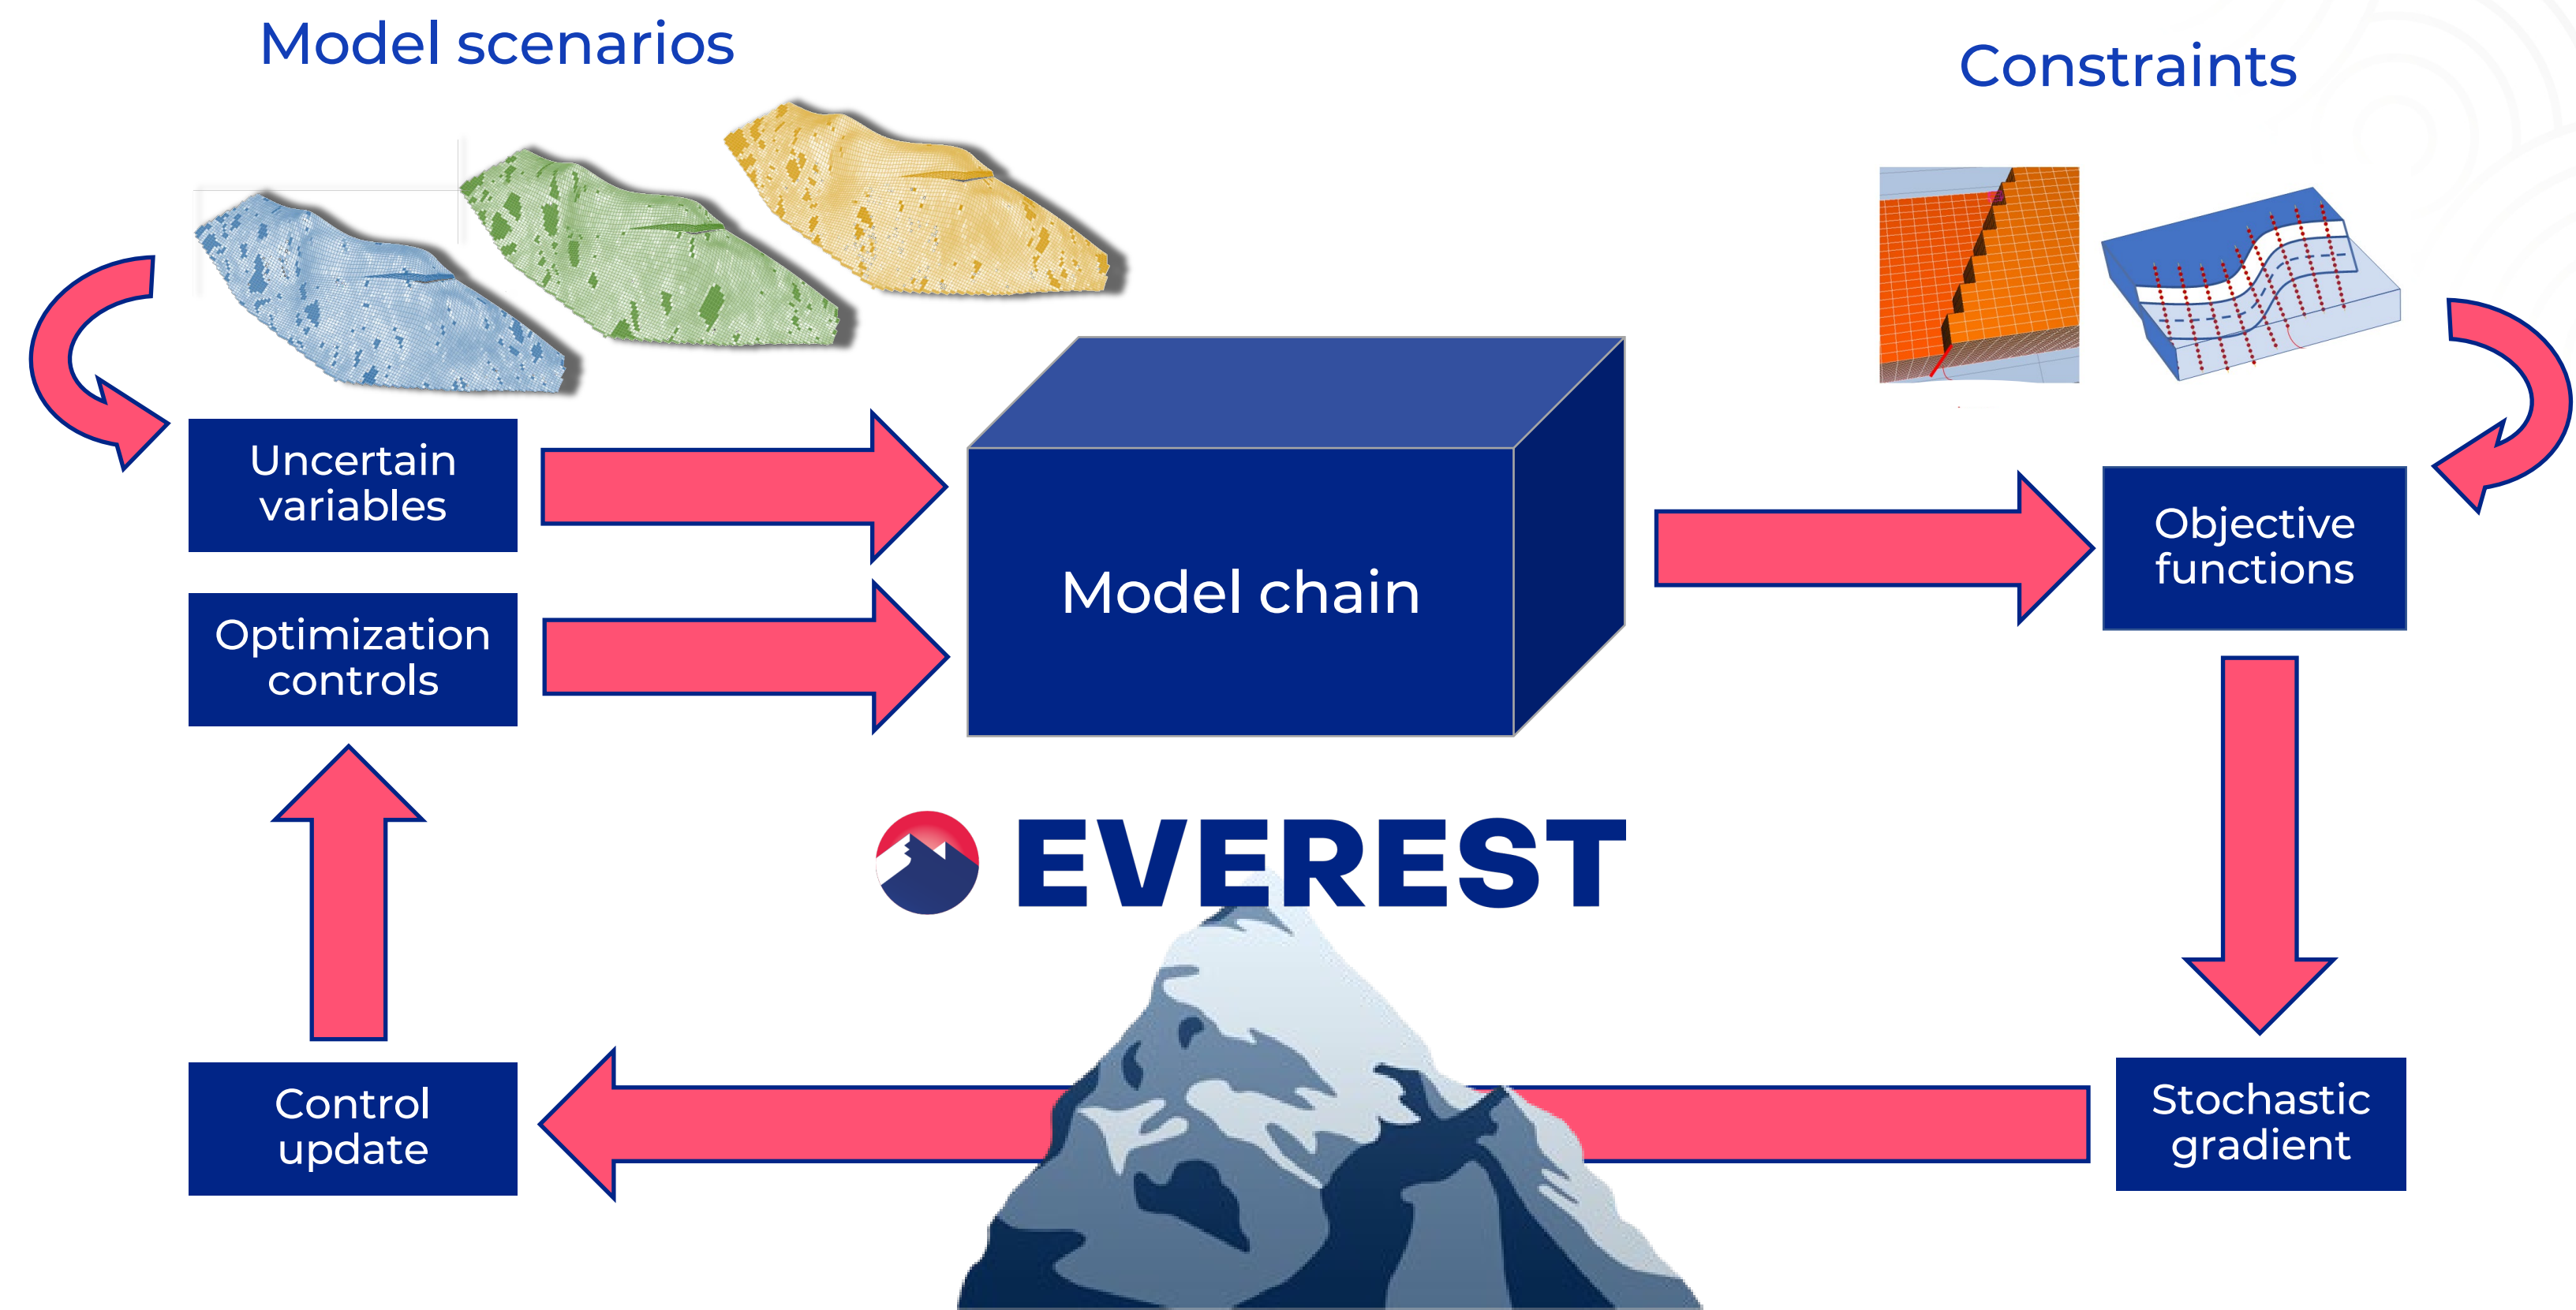 Model scenarios
Constraints
Uncertain
variables
Optimization
controls
Model chain
Objective
functions
EVEREST
Control
update
Stochastic
gradient